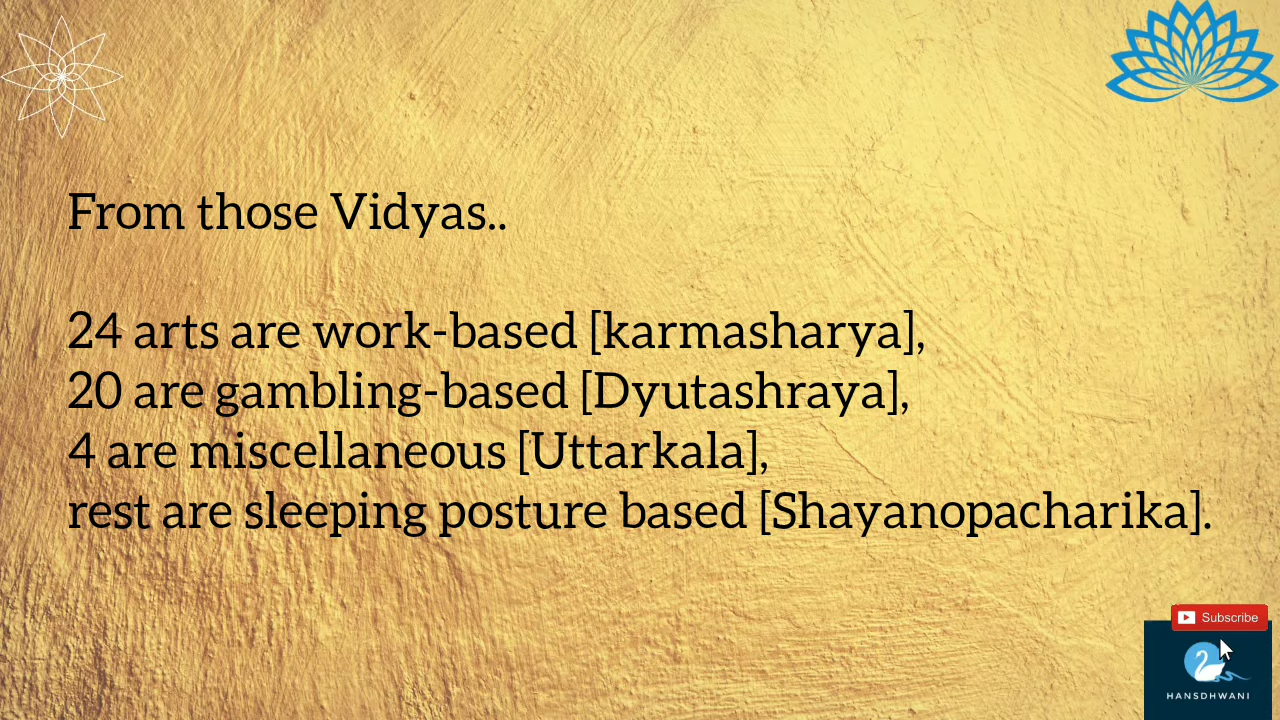 From those Vidyas..
24 arts are work-based [karmasharya],
20 are gambling-based [Dyutashraya],
4 are miscellaneous [Uttarkala],
rest are sleeping posture based [Shayanopacharika].
Subscribe
HANSDHWANI